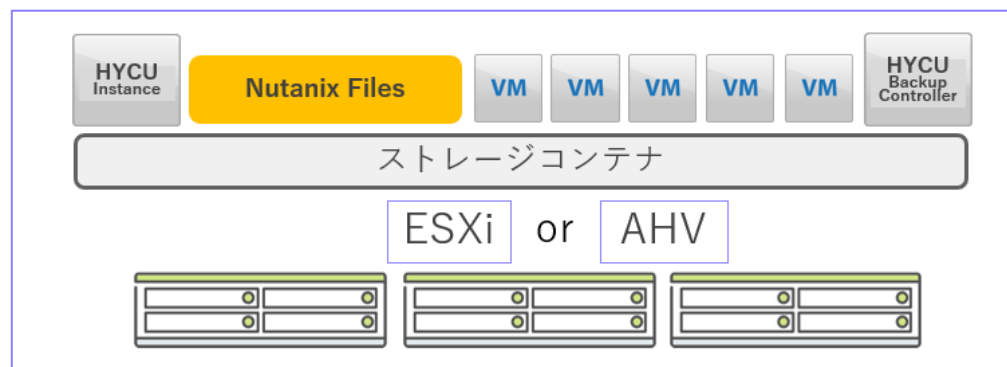 HYCU
Instance
Nutanix Files
VM
VM
VM
VM
VM
HYCU
Backup
Controller
ストレージコンテナ
ESXi or AHV